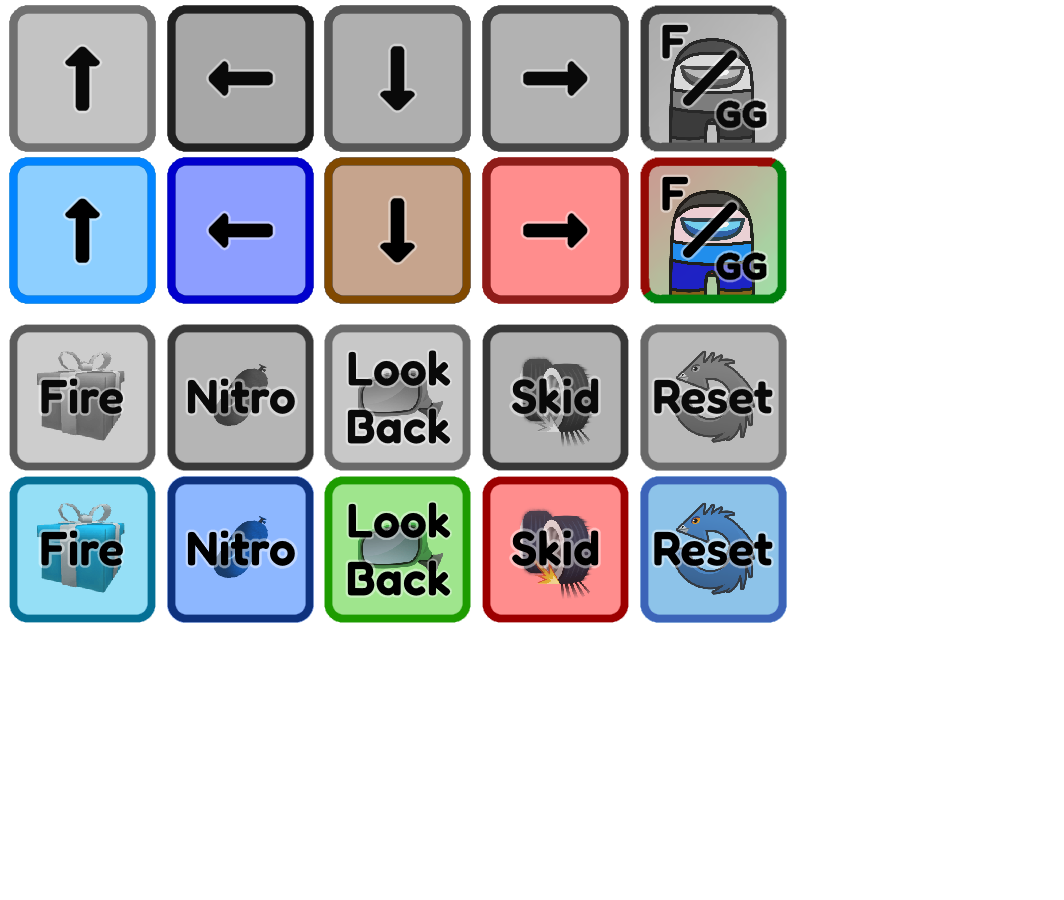 F
GG
F
GG
Fire
Nitro
Look
Back
Skid
Reset
Fire
Nitro
Look
Back
Skid
Reset